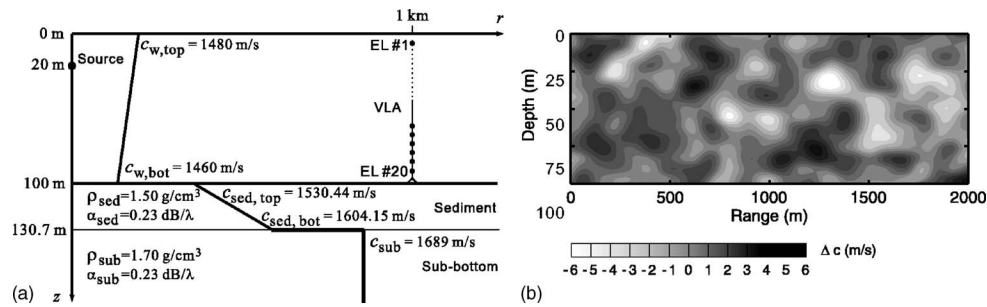 1 km
r
0 m
c_w,top = 1480 m/s
EL #1
Source
20 m
VLA
c_w,bot = 1460 m/s
EL #20
100 m
ρ_sed=1.50 g/cm³
α_sed=0.23 dB/λ
c_sed, top = 1530.44 m/s
c_sed, bot = 1604.15 m/s
Sediment
130.7 m
c_sub = 1689 m/s
ρ_sub=1.70 g/cm³
α_sub=0.23 dB/λ
Sub-bottom
(a)
z
0
25
50
75
100
Depth (m)
0 500 1000 1500 2000
Range (m)
Δ c (m/s)
-6 -5 -4 -3 -2 -1 0 1 2 3 4 5 6
(b)